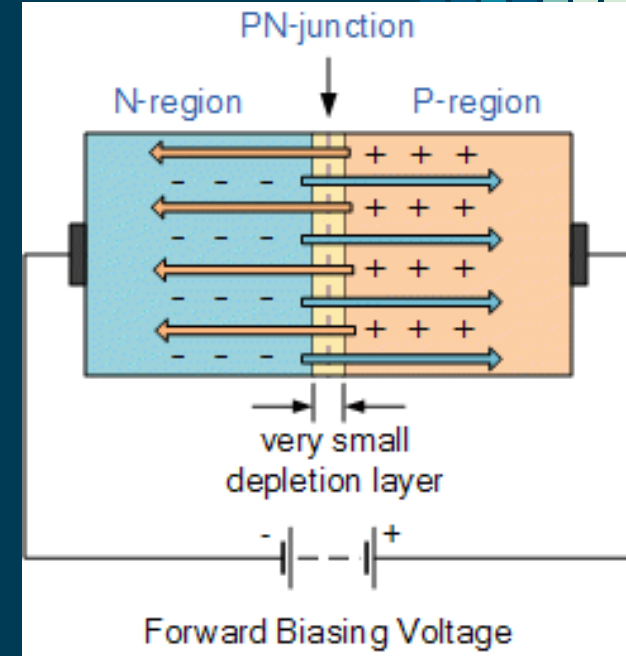 PN-junction
N-region P-region
+ + +
- - -
+ + +
- - -
+ + +
- - -
+ + +
- - -
very small
depletion layer
- +
Forward Biasing Voltage